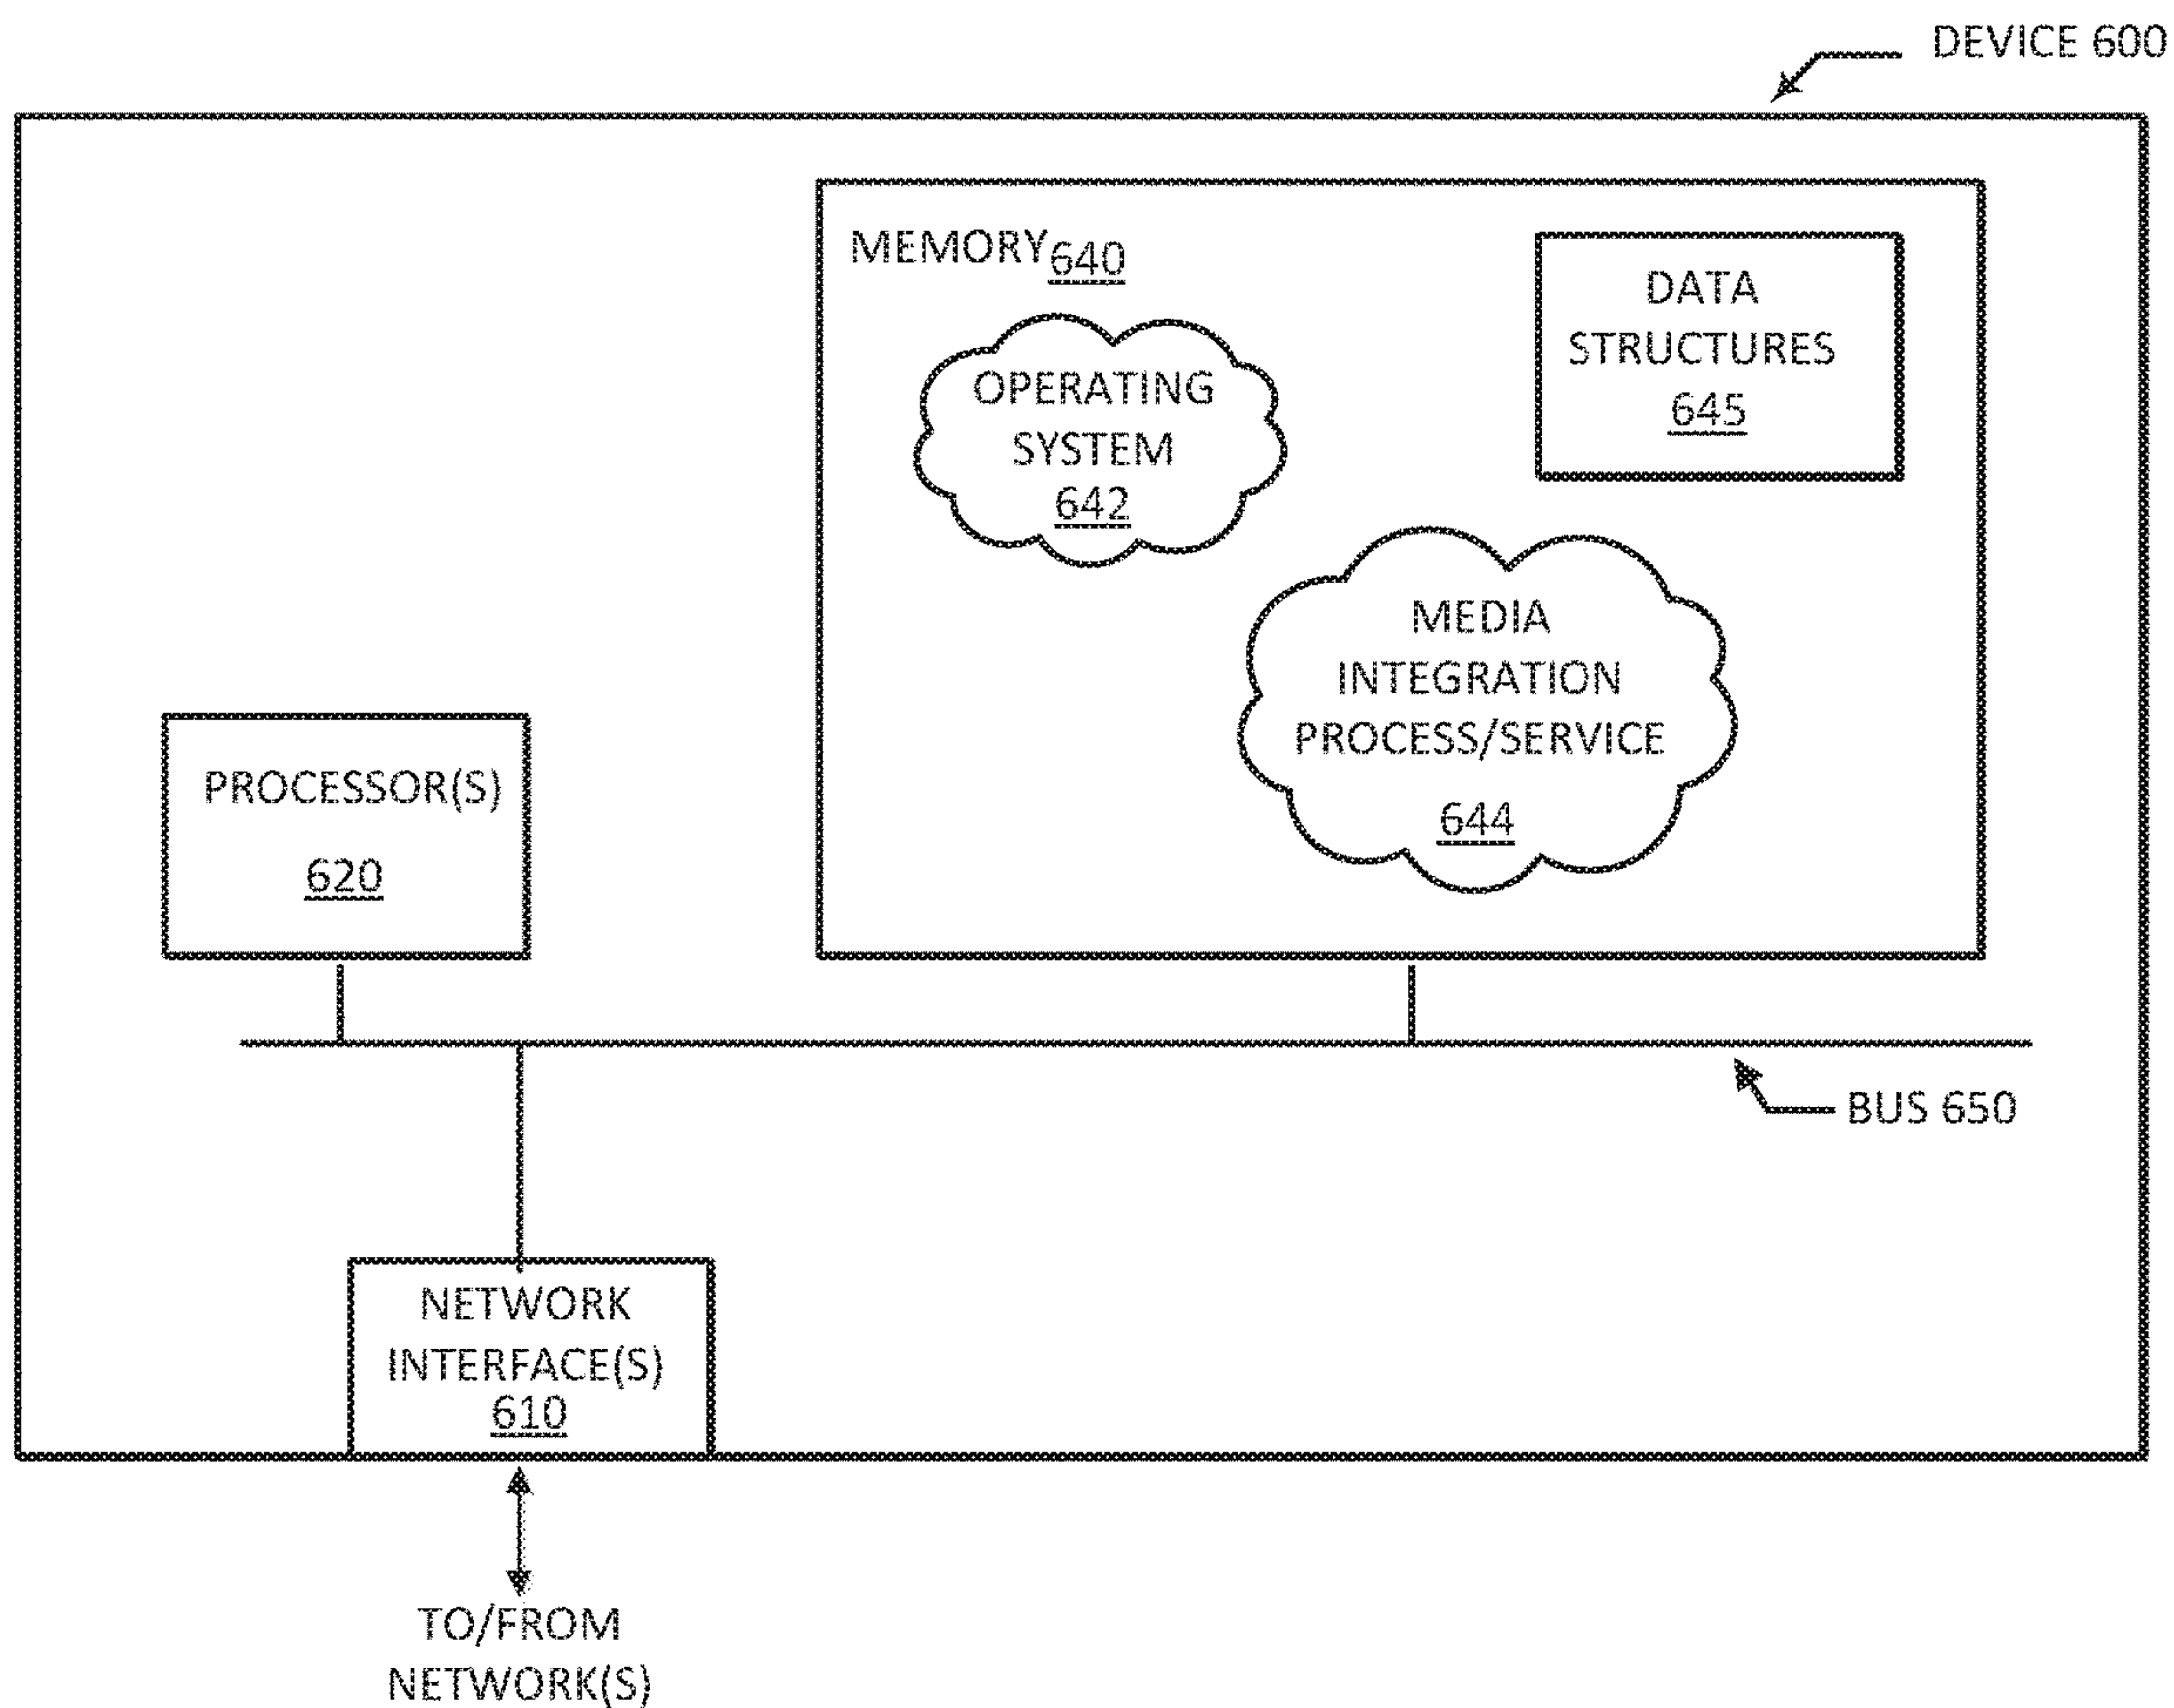 DEVICE 600
MEMORY 640
DATA
STRUCTURES
645
OPERATING
SYSTEM
642
MEDIA
INTEGRATION
PROCESS/SERVICE
644
PROCESSOR(S)
620
BUS 650
NETWORK
INTERFACE(S)
610
TO/FROM
NETWORK(S)